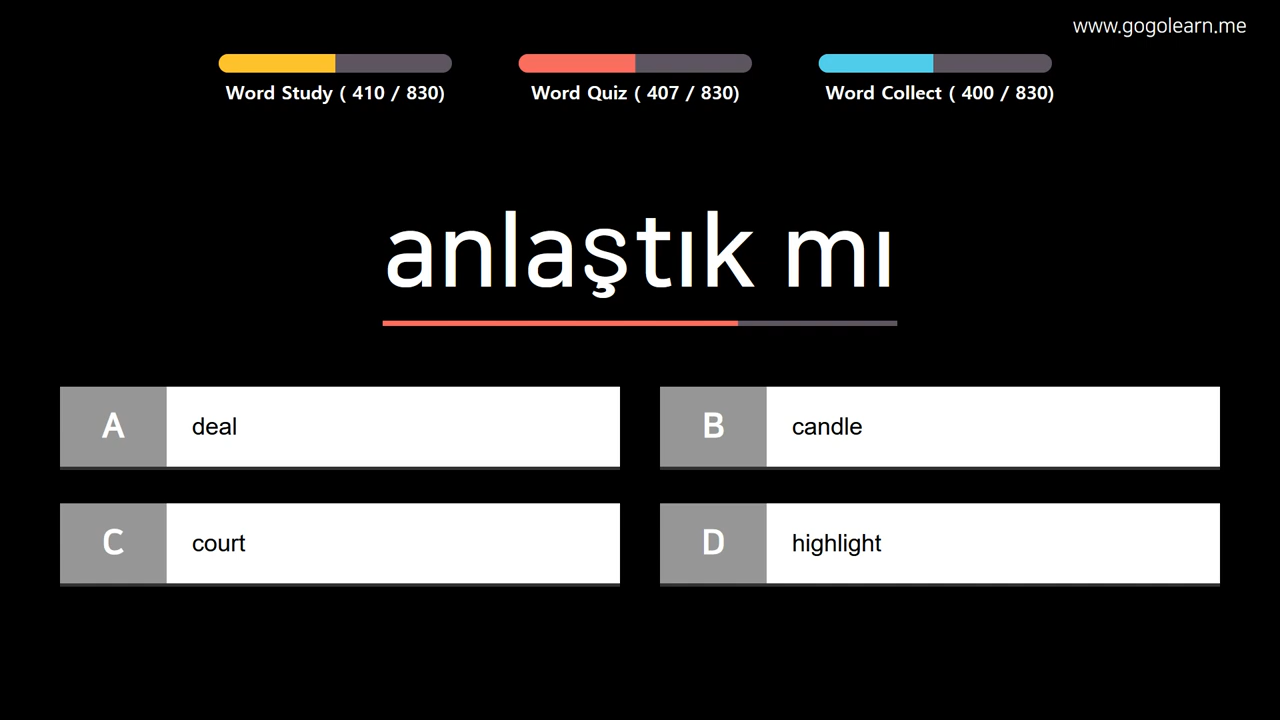 www.gogolearn.me
Word Study ( 410 / 830)
Word Quiz ( 407 / 830)
Word Collect ( 400 / 830)
anlaştık mı
A
deal
B
candle
C
court
D
highlight